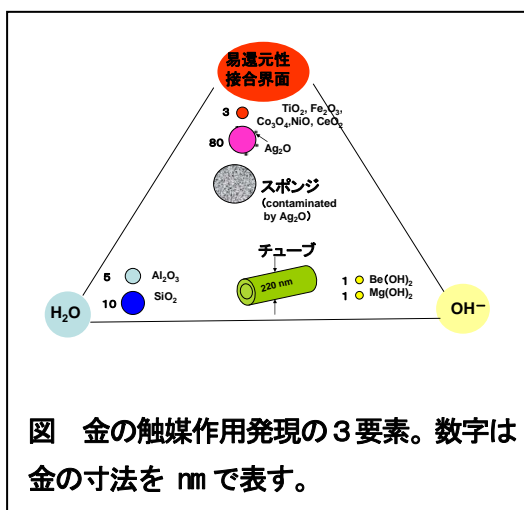 易還元性
接合界面
3
TiO₂, Fe₂O₃,
Co₃O₄,NiO, CeO₂
80
Ag₂O
スポンジ
(contaminated
by Ag₂O)
チューブ
5 Al₂O₃
10 SiO₂
220 nm
1 Be(OH)₂
1 Mg(OH)₂
H₂O
OH⁻
図 金の触媒作用発現の3要素。数字は
金の寸法を nm で表す。